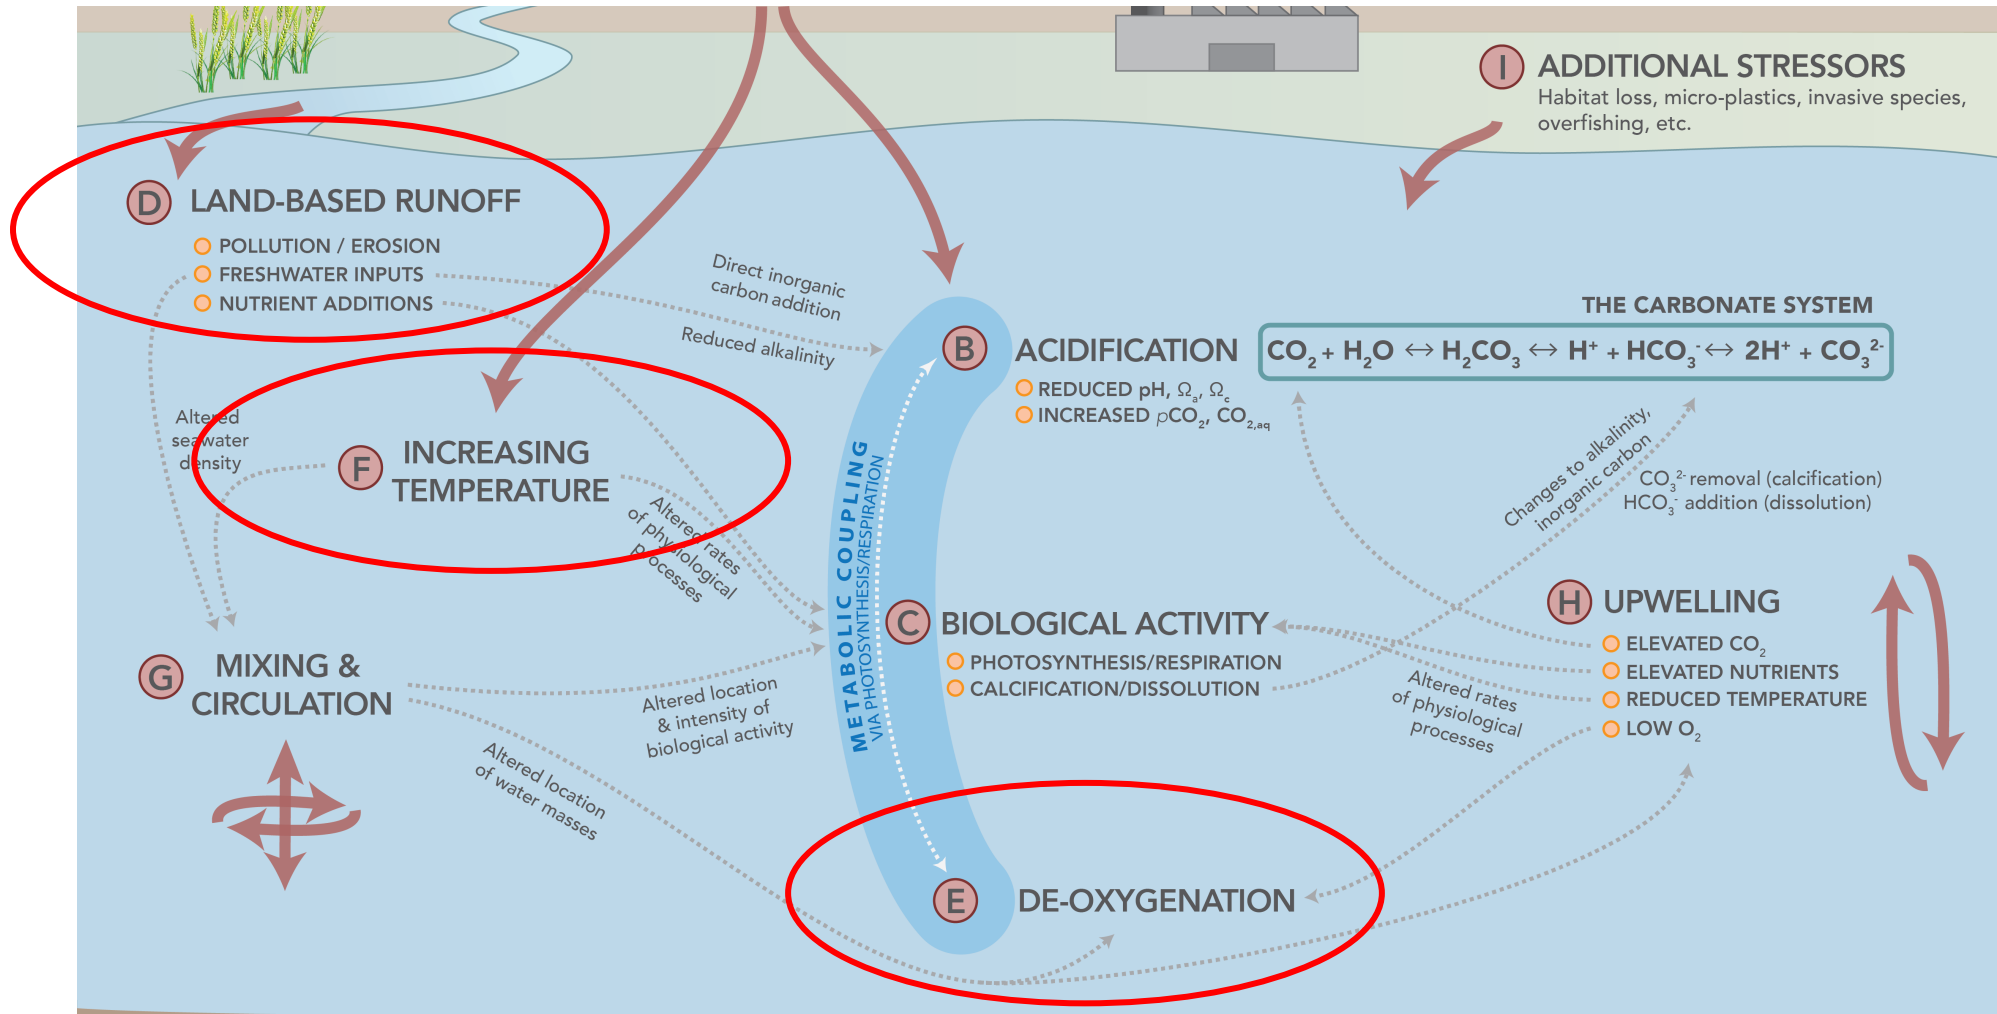 I
ADDITIONAL STRESSORS
Habitat loss, micro-plastics, invasive species,
overfishing, etc.
D
LAND-BASED RUNOFF
POLLUTION / EROSION
FRESHWATER INPUTS
NUTRIENT ADDITIONS
Direct inorganic
carbon addition
Reduced alkalinity
B
ACIDIFICATION
REDUCED pH, Ωₐ, Ω꜀
INCREASED pCO₂, CO₂,aq
THE CARBONATE SYSTEM
CO₂ + H₂O ↔ H₂CO₃ ↔ H⁺ + HCO₃⁻ ↔ 2H⁺ + CO₃²⁻
Altered
seawater
density
F
INCREASING
TEMPERATURE
Altered rates
of physiological
processes
METABOLIC COUPLING
VIA PHOTOSYNTHESIS/RESPIRATION
Changes to alkalinity,
inorganic carbon
CO₃²⁻ removal (calcification)
HCO₃⁻ addition (dissolution)
C
BIOLOGICAL ACTIVITY
PHOTOSYNTHESIS/RESPIRATION
CALCIFICATION/DISSOLUTION
H
UPWELLING
ELEVATED CO₂
ELEVATED NUTRIENTS
REDUCED TEMPERATURE
LOW O₂
Altered rates
of physiological
processes
G
MIXING &
CIRCULATION
Altered location
& intensity of
biological activity
Altered location
of water masses
E
DE-OXYGENATION